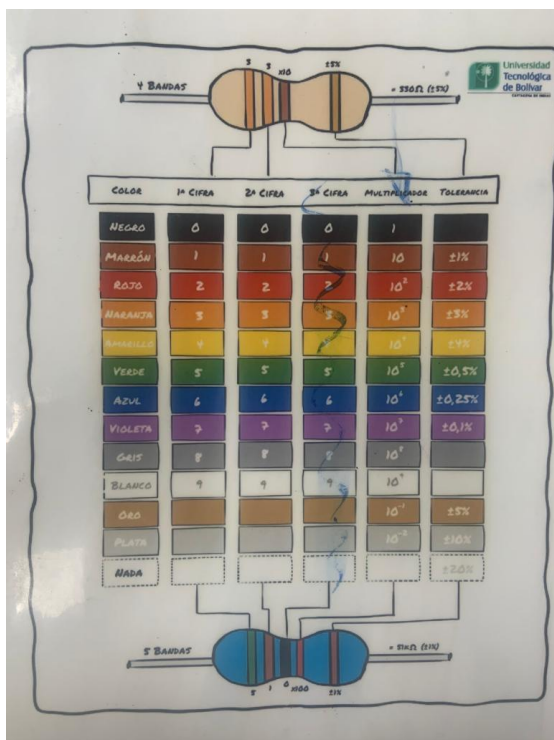 Universidad
Tecnológica
de Bolívar
CARTAGENA DE INDIAS
3 3 x10 ±5%
4 BANDAS = 330Ω (±5%)
COLOR 1ª CIFRA 2ª CIFRA 3ª CIFRA MULTIPLICADOR TOLERANCIA
NEGRO 0 0 0 1
MARRÓN 1 1 1 10 ±1%
ROJO 2 2 2 10² ±2%
NARANJA 3 3 3 10³ ±3%
AMARILLO 4 4 4 10⁴ ±4%
VERDE 5 5 5 10⁵ ±0,5%
AZUL 6 6 6 10⁶ ±0,25%
VIOLETA 7 7 7 10⁷ ±0,1%
GRIS 8 8 8 10⁸
BLANCO 9 9 9 10⁹
ORO 10⁻¹ ±5%
PLATA 10⁻² ±10%
NADA ±20%
5 BANDAS = 51KΩ (±1%)
5 1 0 x100 ±1%